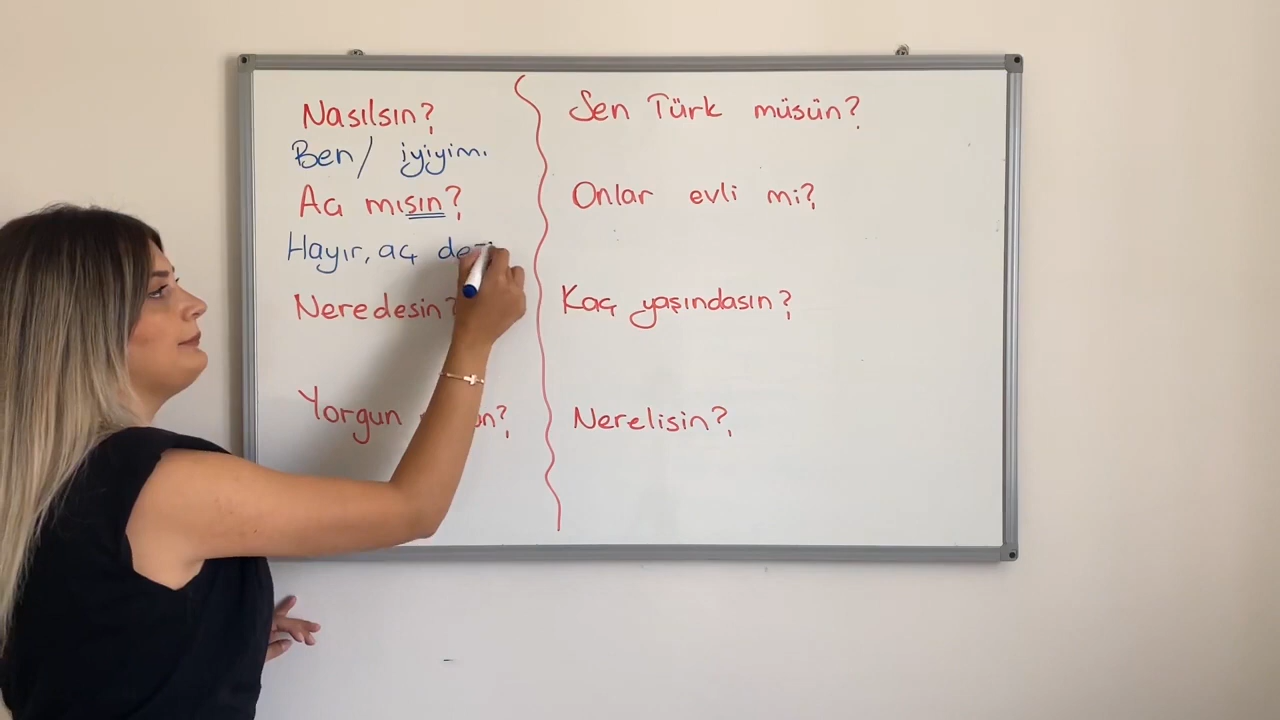 Nasılsın?
Ben/ iyiyim.
Aç mısın?
Hayır, aç
Neredesin?
Yorgun
Sen Türk müsün?
Onlar evli mi?
Kaç yaşındasın?
Nerelisin?